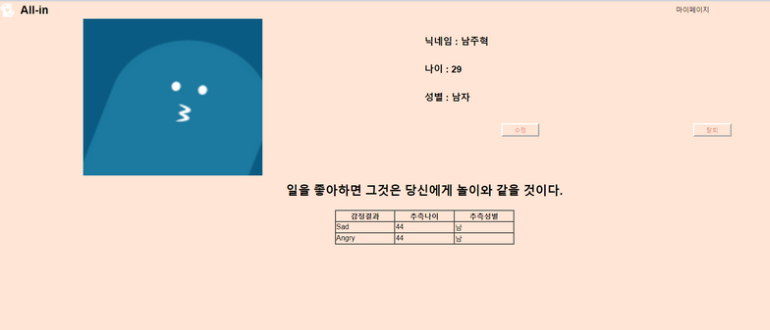 All-in
마이페이지
닉네임 : 남주혁
나이 : 29
성별 : 남자
수정
탈퇴
일을 좋아하면 그것은 당신에게 놀이와 같을 것이다.
감정결과 추측나이 추측성별
Sad 44 남
Angry 44 남